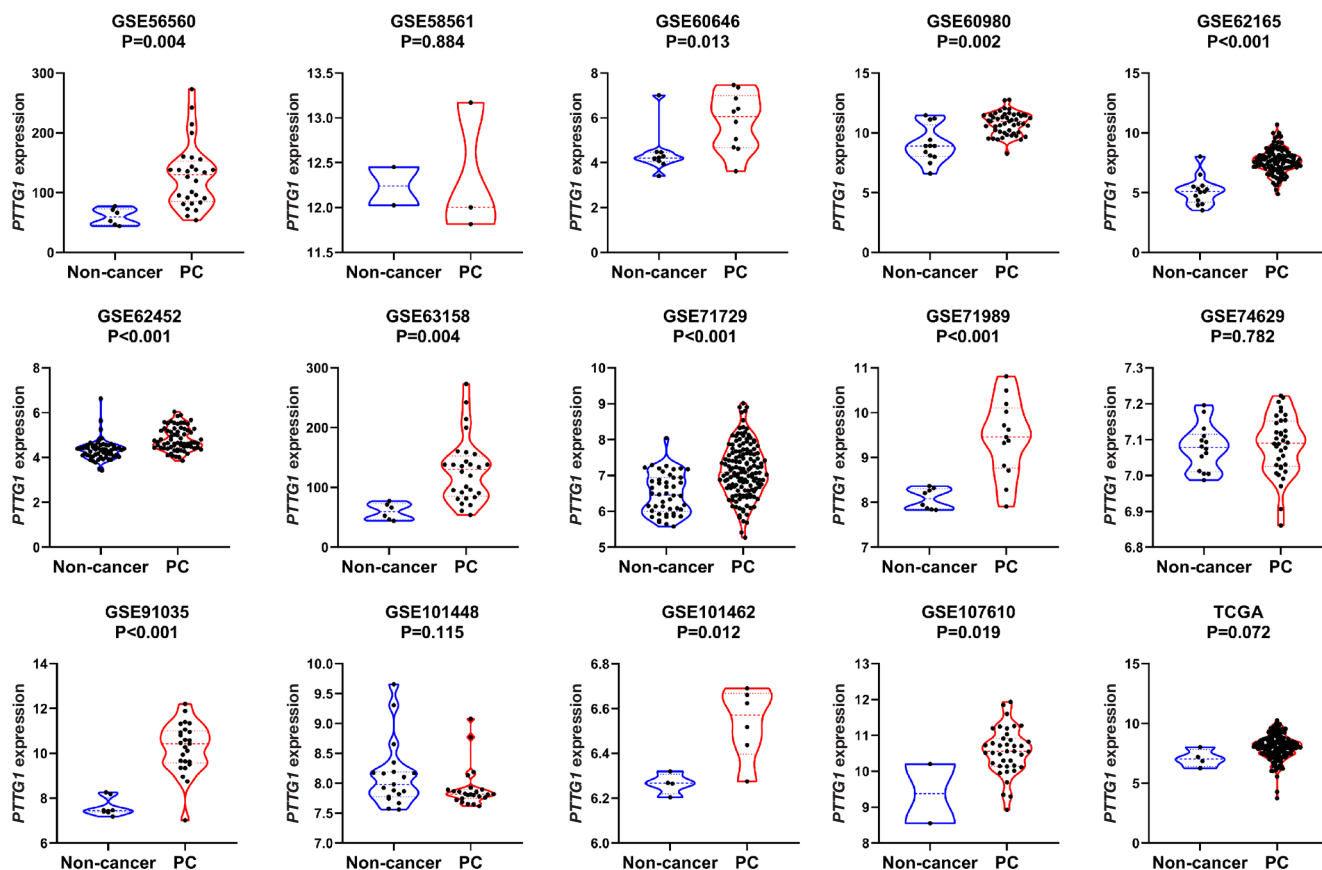 GSE56560
P=0.004
PTTG1 expression
300
200
100
0
Non-cancer PC
GSE58561
P=0.884
PTTG1 expression
13.5
13.0
12.5
12.0
11.5
Non-cancer PC
GSE60646
P=0.013
PTTG1 expression
8
6
4
2
0
Non-cancer PC
GSE60980
P=0.002
PTTG1 expression
15
10
5
0
Non-cancer PC
GSE62165
P<0.001
PTTG1 expression
15
10
5
0
Non-cancer PC
GSE62452
P<0.001
PTTG1 expression
8
6
4
2
0
Non-cancer PC
GSE63158
P=0.004
PTTG1 expression
300
200
100
0
Non-cancer PC
GSE71729
P<0.001
PTTG1 expression
10
9
8
7
6
5
Non-cancer PC
GSE71989
P<0.001
PTTG1 expression
11
10
9
8
7
Non-cancer PC
GSE74629
P=0.782
PTTG1 expression
7.3
7.2
7.1
7.0
6.9
6.8
Non-cancer PC
GSE91035
P<0.001
PTTG1 expression
14
12
10
8
6
Non-cancer PC
GSE101448
P=0.115
PTTG1 expression
10.0
9.5
9.0
8.5
8.0
7.5
7.0
Non-cancer PC
GSE101462
P=0.012
PTTG1 expression
6.8
6.6
6.4
6.2
6.0
Non-cancer PC
GSE107610
P=0.019
PTTG1 expression
13
12
11
10
9
8
Non-cancer PC
TCGA
P=0.072
PTTG1 expression
15
10
5
0
Non-cancer PC